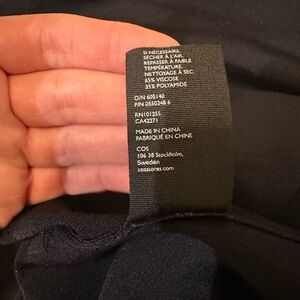 SI NÉCESSAIRE.
SÉCHER À L'AIR.
REPASSER À FAIBLE
TEMPÉRATURE.
NETTOYAGE À SEC.
65% VISCOSE
35% POLYAMIDE
O/N 605140
P/N 0550248.6
RN101255
CA42271
MADE IN CHINA
FABRIQUÉ EN CHINE
COS
106 38 Stockholm,
Sweden
cosstores.com